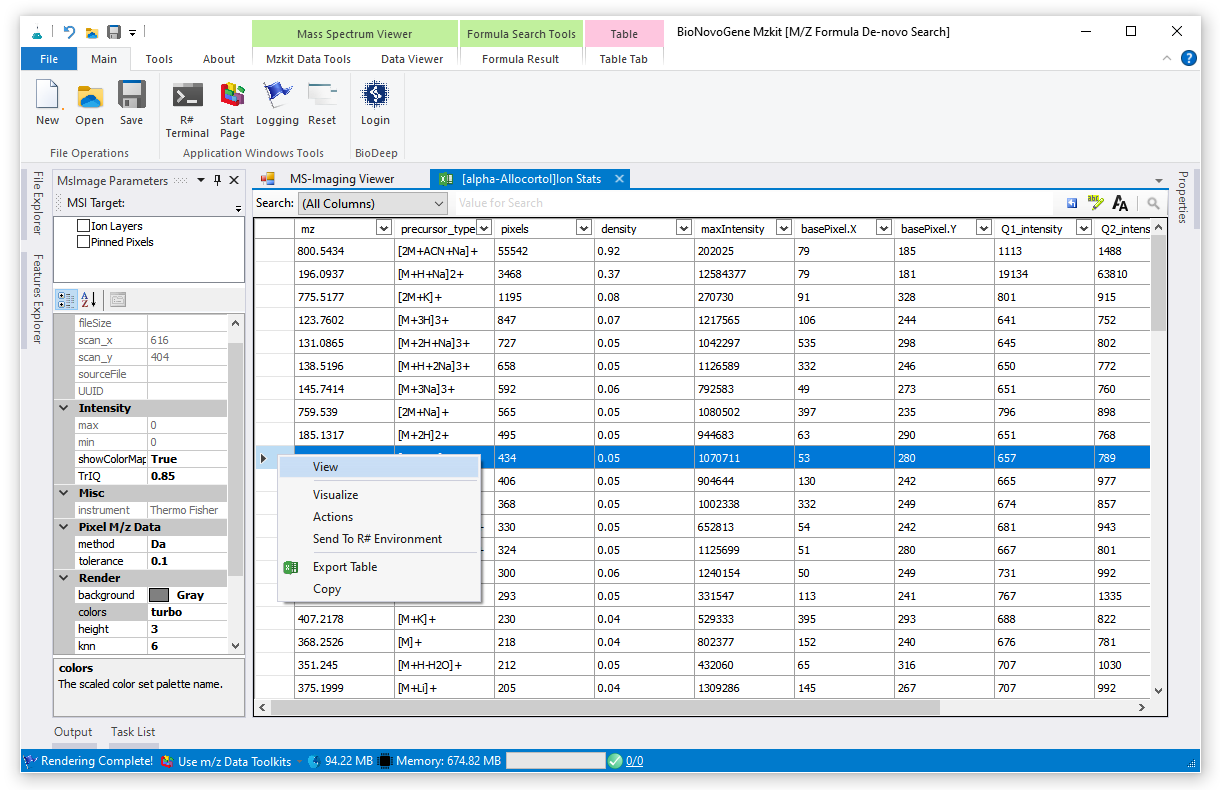 Mass Spectrum Viewer Formula Search Tools Table BioNovoGene Mzkit [M/Z Formula De-novo Search]
File Main Tools About Mzkit Data Tools Data Viewer Formula Result Table Tab
New Open Save R# Terminal Start Page Logging Reset Login
File Operations Application Windows Tools BioDeep
File Explorer
Features Explorer
MsImage Parameters
MSI Target:
Ion Layers
Pinned Pixels
fileSize
scan_x 616
scan_y 404
sourceFile
UUID
Intensity
max 0
min 0
showColorMap True
TrIQ 0.85
Misc
instrument Thermo Fisher
Pixel M/z Data
method Da
tolerance 0.1
Render
background Gray
colors turbo
height 3
knn 6
colors
The scaled color set palette name.
MS-Imaging Viewer [alpha-Allocortol]Ion Stats
Search: (All Columns) Value for Search
mz precursor_type pixels density maxIntensity basePixel.X basePixel.Y Q1_intensity Q2_intens
800.5434 [2M+ACN+Na]+ 55542 0.92 202025 79 185 1113 1488
196.0937 [M+H+Na]2+ 3468 0.37 12584377 79 181 19134 63810
775.5177 [2M+K]+ 1195 0.08 270730 91 328 801 915
123.7602 [M+3H]3+ 847 0.07 1217565 106 244 641 752
131.0865 [M+2H+Na]3+ 727 0.05 1042297 535 298 645 802
138.5196 [M+H+2Na]3+ 658 0.05 1126589 332 246 650 772
145.7414 [M+3Na]3+ 592 0.06 792583 49 273 651 760
759.539 [2M+Na]+ 565 0.05 1080502 397 235 796 898
185.1317 [M+2H]2+ 495 0.05 944683 63 290 651 768
434 0.05 1070711 53 280 657 789
406 0.05 904644 130 242 665 977
368 0.05 1002338 332 249 674 857
330 0.05 652813 54 242 681 943
324 0.05 1125699 51 280 667 801
300 0.06 1240154 50 249 731 992
293 0.05 331547 113 241 767 1335
407.2178 [M+K]+ 230 0.04 529333 395 293 688 822
368.2526 [M]+ 218 0.04 802377 152 240 676 781
351.245 [M+H-H2O]+ 212 0.05 432060 65 316 707 1030
375.1999 [M+Li]+ 205 0.04 1309286 145 267 707 992
View
Visualize
Actions
Send To R# Environment
Export Table
Copy
Properties
Output Task List
Rendering Complete! Use m/z Data Toolkits 94.22 MB Memory: 674.82 MB 0/0